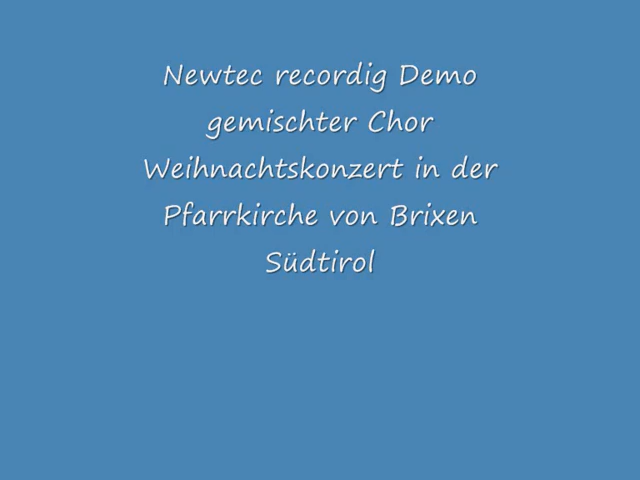 Newtec recordig Demo
gemischter Chor
Weihnachtskonzert in der
Pfarrkirche von Brixen
Südtirol